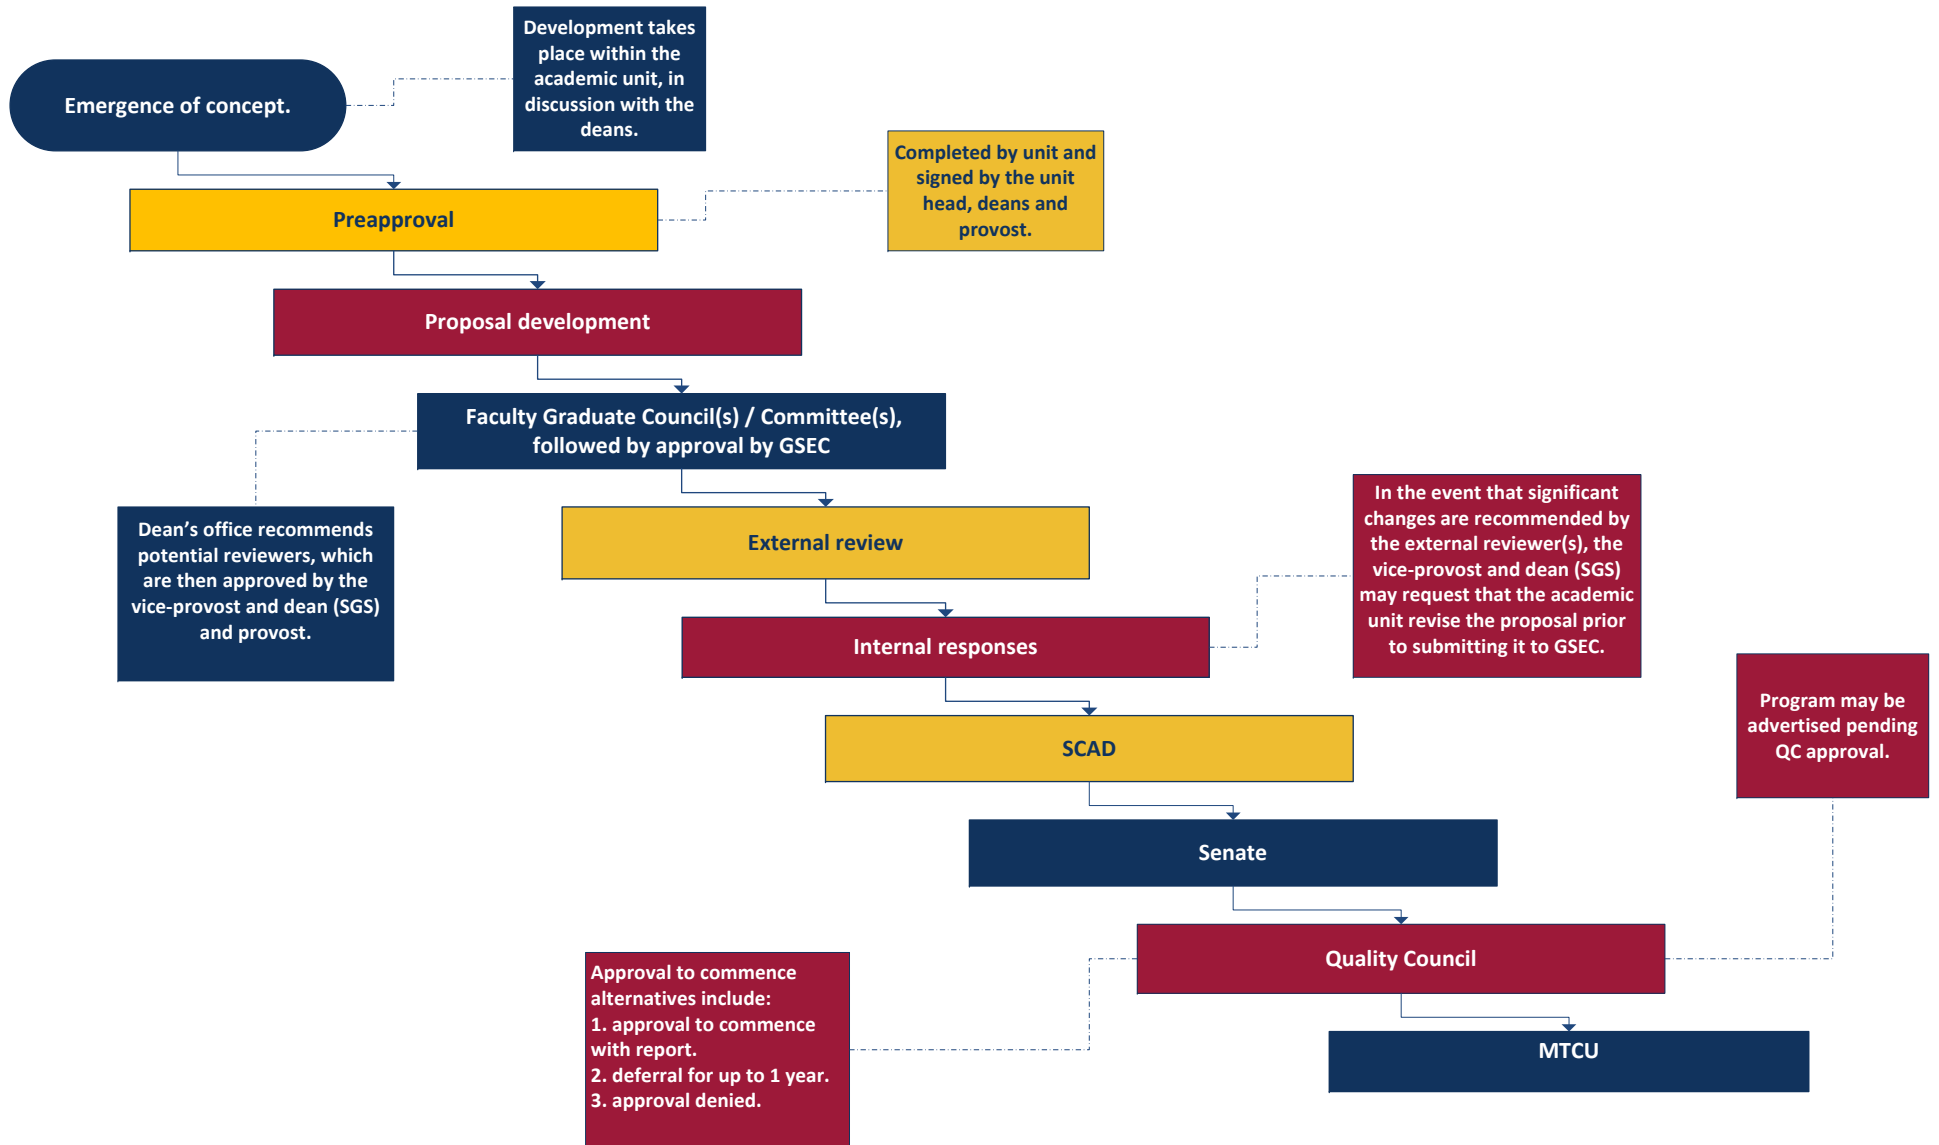 Development takes
place within the
academic unit, in
discussion with the
deans.
Emergence of concept.
Completed by unit and
signed by the unit
head, deans and
provost.
Preapproval
Proposal development
Faculty Graduate Council(s) / Committee(s),
followed by approval by GSEC
Dean’s office recommends
potential reviewers, which
are then approved by the
vice-provost and dean (SGS)
and provost.
External review
In the event that significant
changes are recommended by
the external reviewer(s), the
vice-provost and dean (SGS)
may request that the academic
unit revise the proposal prior
to submitting it to GSEC.
Internal responses
SCAD
Program may be
advertised pending
QC approval.
Senate
Quality Council
Approval to commence
alternatives include:
1. approval to commence
with report.
2. deferral for up to 1 year.
3. approval denied.
MTCU